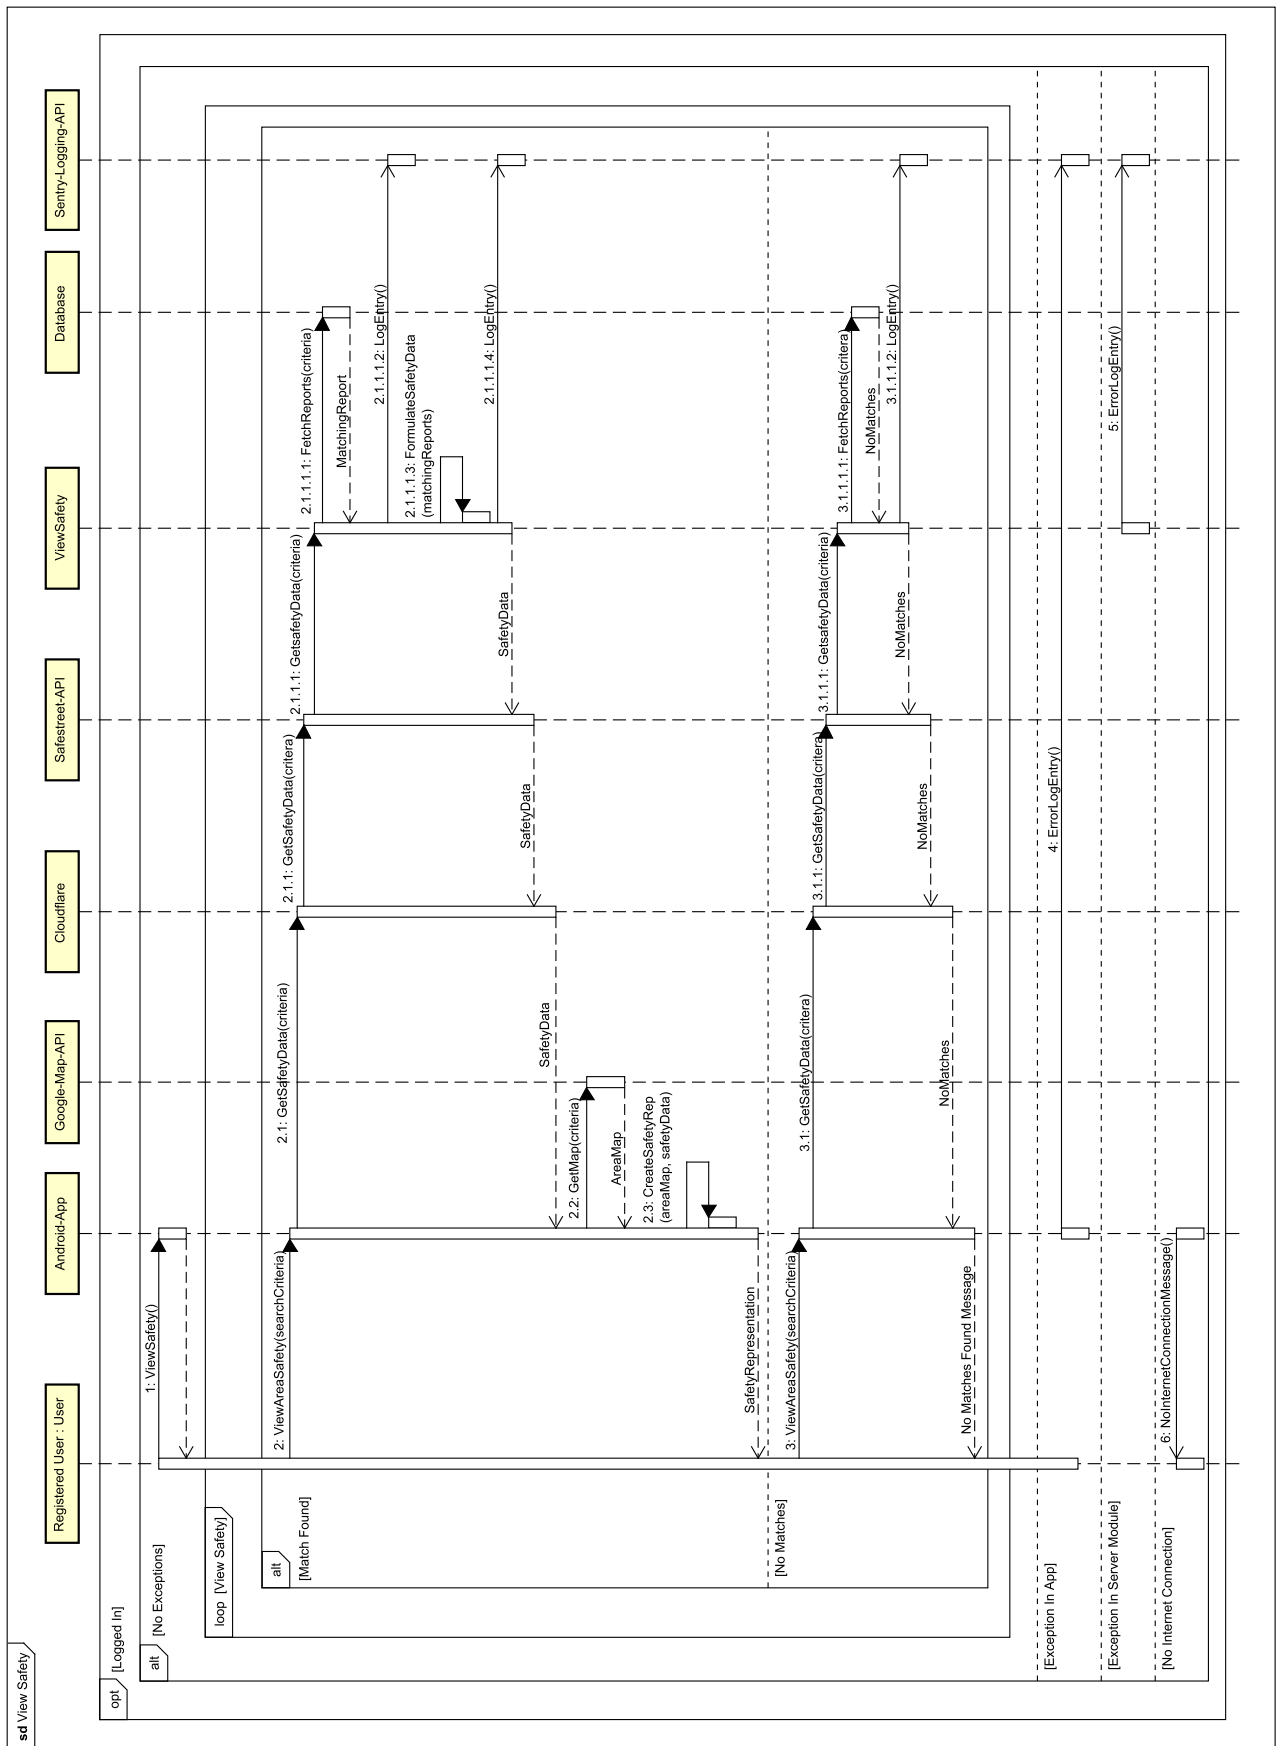 sd View Safety
opt
[Logged In]
alt
[No Exceptions]
Registered User : User
Android-App
Google-Map-API
Cloudflare
Safestreet-API
ViewSafety
Database
Sentry-Logging-API
1: ViewSafety()
loop [View Safety]
alt
[Match Found]
2: ViewAreaSafety(searchCriteria)
2.1: GetSafetyData(criteria)
2.1.1: GetSafetyData(critera)
2.1.1.1: GetsafetyData(criteria)
2.1.1.1.1: FetchReports(criteria)
MatchingReport
2.1.1.1.2: LogEntry()
2.1.1.1.3: FormulateSafetyData
(matchingReports)
2.1.1.1.4: LogEntry()
SafetyData
SafetyData
SafetyData
2.2: GetMap(criteria)
AreaMap
2.3: CreateSafetyRep
(areaMap, safetyData)
SafetyRepresentation
[No Matches]
3: ViewAreaSafety(searchCriteria)
3.1: GetSafetyData(critera)
3.1.1: GetSafetyData(critera)
3.1.1.1: GetsafetyData(criteria)
3.1.1.1.1: FetchReports(critera)
NoMatches
3.1.1.1.2: LogEntry()
NoMatches
NoMatches
NoMatches
No Matches Found Message
[Exception In App]
4: ErrorLogEntry()
[Exception In Server Module]
5: ErrorLogEntry()
[No Internet Connection]
6: NoInternetConnectionMessage()